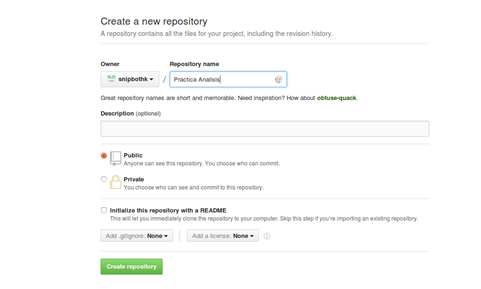 Create a new repository
A repository contains all the files for your project, including the revision history.
Owner Repository name
snipbothk / Practica Analisis
Great repository names are short and memorable. Need inspiration? How about obtuse-quack.
Description (optional)
Public
Anyone can see this repository. You choose who can commit.
Private
You choose who can see and commit to this repository.
Initialize this repository with a README
This will let you immediately clone the repository to your computer. Skip this step if you're importing an existing repository.
Add .gitignore: None Add a license: None
Create repository